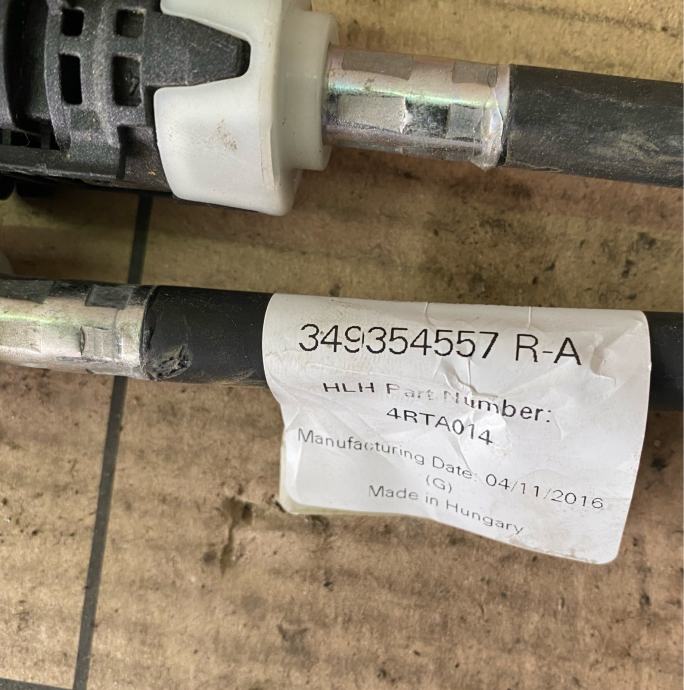 349354557 R-A
HLH Part Number:
4RTA014
Manufacturing Date: 04/11/2016
(G)
Made in Hungary